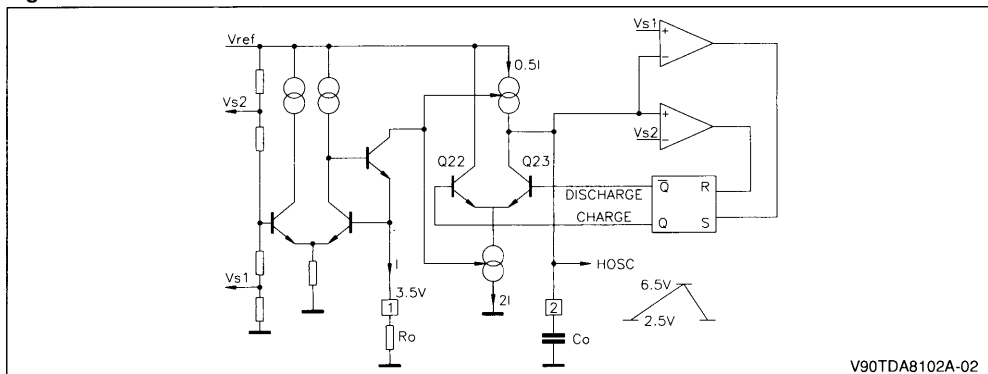 Vref
Vs2
Vs1
0.5I
Q22
Q23
I
3.5V
1
Ro
2I
DISCHARGE
CHARGE
HOSC
2
Co
Vs1
+
-
+
Vs2
-
Q̅ R
Q S
6.5V
2.5V
V90TDA8102A-02